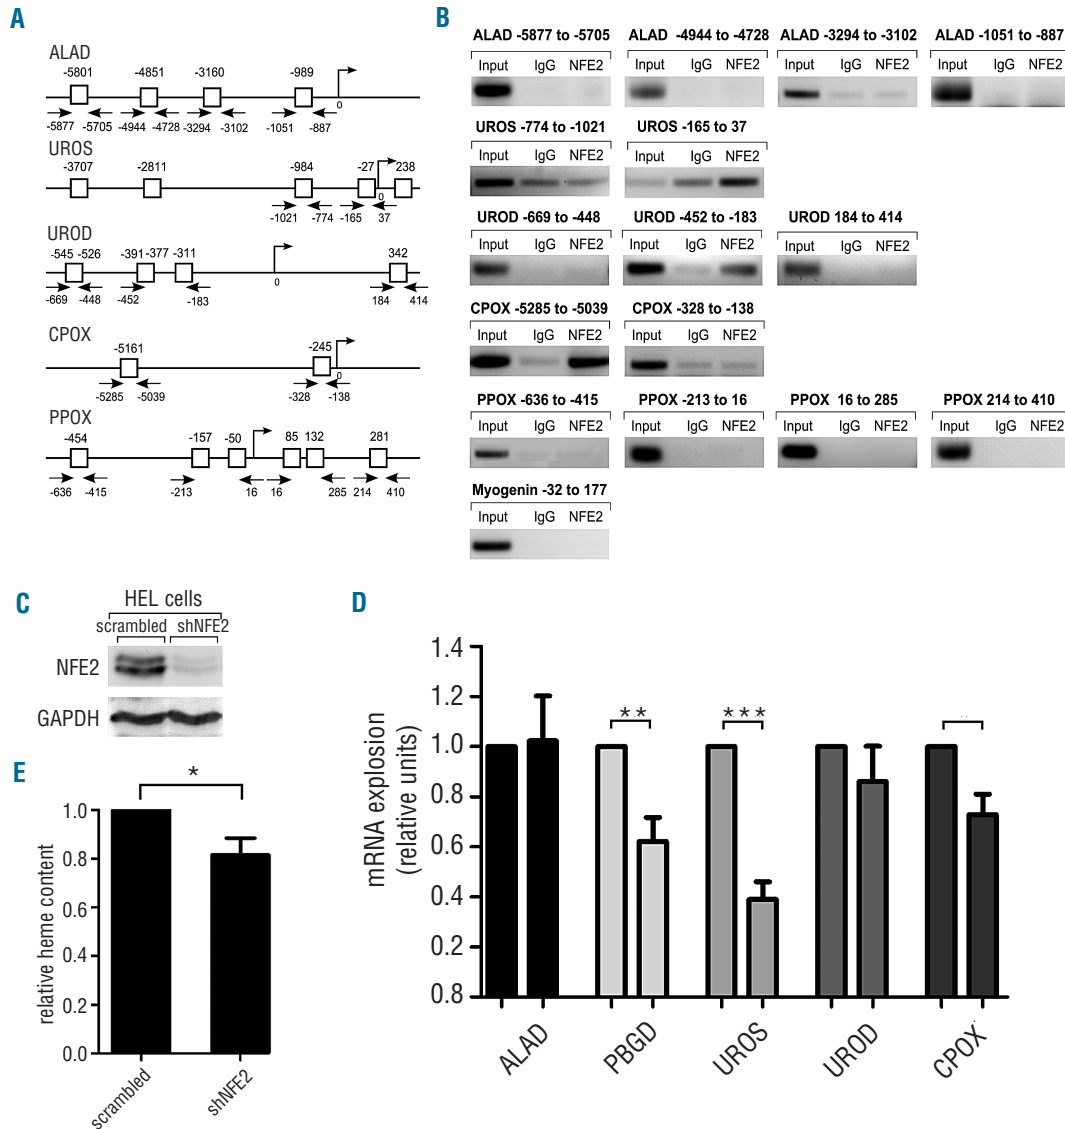 A
ALAD
-5801 -4851 -3160 -989
0
-5877 -5705 -4944 -4728 -3294 -3102 -1051 -887
UROS
-3707 -2811 -984 -27 238
0
-1021 -774 -165 37
UROD
-545 -526 -391 -377 -311 342
0
-669 -448 -452 -183 184 414
CPOX
-5161 -245
0
-5285 -5039 -328 -138
PPOX
-454 -157 -50 85 132 281
-636 -415 -213 16 16 285 214 410
B
ALAD -5877 to -5705 ALAD -4944 to -4728 ALAD -3294 to -3102 ALAD -1051 to -887
Input IgG NFE2 Input IgG NFE2 Input IgG NFE2 Input IgG NFE2
UROS -774 to -1021 UROS -165 to 37
Input IgG NFE2 Input IgG NFE2
UROD -669 to -448 UROD -452 to -183 UROD 184 to 414
Input IgG NFE2 Input IgG NFE2 Input IgG NFE2
CPOX -5285 to -5039 CPOX -328 to -138
Input IgG NFE2 Input IgG NFE2
PPOX -636 to -415 PPOX -213 to 16 PPOX 16 to 285 PPOX 214 to 410
Input IgG NFE2 Input IgG NFE2 Input IgG NFE2 Input IgG NFE2
Myogenin -32 to 177
Input IgG NFE2
C
HEL cells
scrambled shNFE2
NFE2
GAPDH
D
mRNA explosion
(relative units)
1.4
1.2
1.0
0.8
0.6
0.4
0.2
0.8
** ***
ALAD PBGD UROS UROD CPOX
E
relative heme content
*
1.0
0.8
0.6
0.4
0.2
0.0
scrambled shNFE2